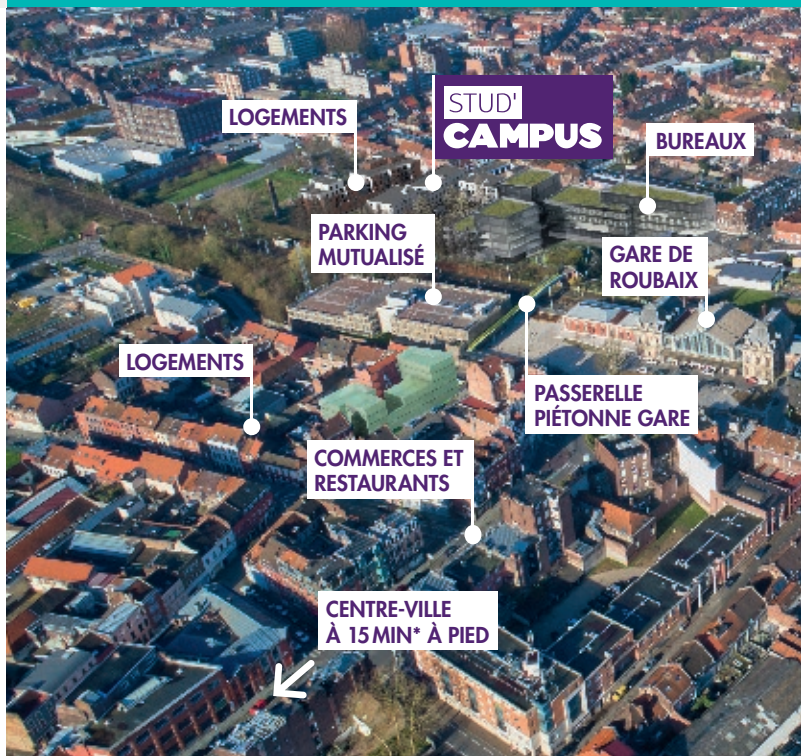 LOGEMENTS
STUD'
CAMPUS
BUREAUX
PARKING
MUTUALISÉ
GARE DE
ROUBAIX
LOGEMENTS
PASSERELLE
PIÉTONNE GARE
COMMERCES ET
RESTAURANTS
CENTRE-VILLE
À 15 MIN* À PIED